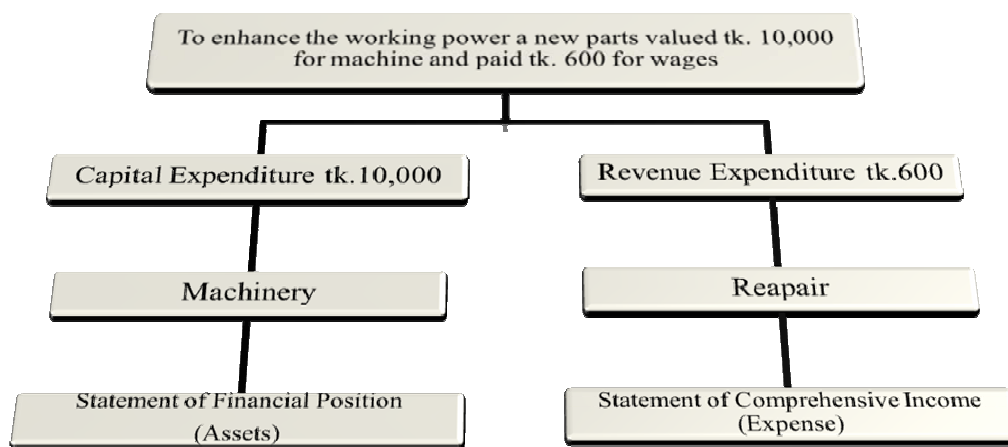 To enhance the working power a new parts valued tk. 10,000
for machine and paid tk. 600 for wages
Capital Expenditure tk.10,000
Revenue Expenditure tk.600
Machinery
Reapair
Statement of Financial Position
(Assets)
Statement of Comprehensive Income
(Expense)